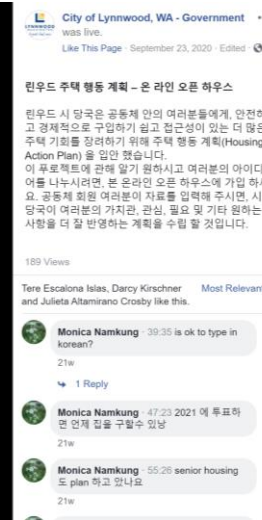 City of Lynnwood, WA - Government
was live.
Like This Page · September 23, 2020 · Edited ·
린우드 주택 행동 계획 – 온 라인 오픈 하우스
린우드 시 당국은 공동체 안의 여러분들에게, 안전하
고 경제적으로 구입하기 쉽고 접근성이 있는 더 많은
주택 기회를 장려하기 위해 주택 행동 계획(Housing
Action Plan) 을 입안 했습니다.
이 푸로젝트에 관해 알기 원하시고 여러분의 아이디
어를 나누시려면, 본 온라인 오픈 하우스에 가입 하세
요. 공동체 회원 여러분이 자료를 입력해 주시면, 시
당국이 여러분의 가치관, 관심, 필요 및 기타 원하는
사항을 더 잘 반영하는 계획을 수립 할 것입니다.
189 Views
Tere Escalona Islas, Darcy Kirschner
and Julieta Altamirano Crosby like this.
Most Relevant
Monica Namkung · 39:35 is ok to type in
korean?
21w
1 Reply
Monica Namkung · 47:23 2021 에 투표하
면 언제 집을 구할수 있낭
21w
Monica Namkung · 55:26 senior housing
도 plan 하고 았나요
21w